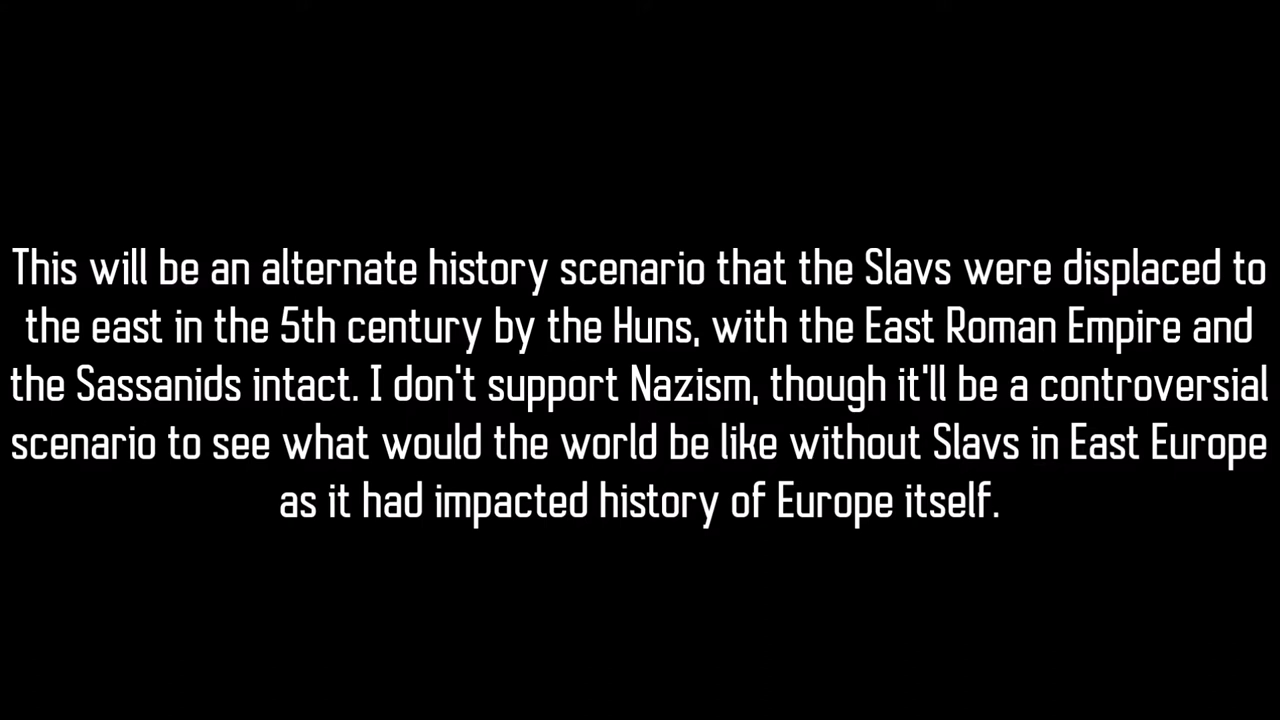 This will be an alternate history scenario that the Slavs were displaced to
the east in the 5th century by the Huns, with the East Roman Empire and
the Sassanids intact. I don't support Nazism, though it'll be a controversial
scenario to see what would the world be like without Slavs in East Europe
as it had impacted history of Europe itself.